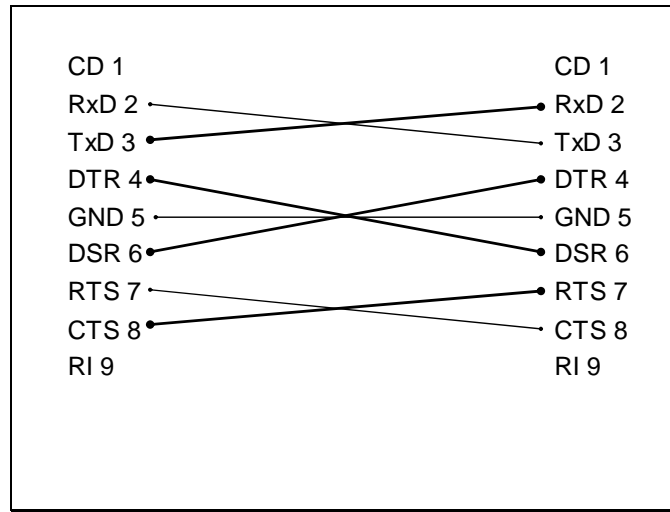 CD 1 CD 1
RxD 2 RxD 2
TxD 3 TxD 3
DTR 4 DTR 4
GND 5 GND 5
DSR 6 DSR 6
RTS 7 RTS 7
CTS 8 CTS 8
RI 9 RI 9